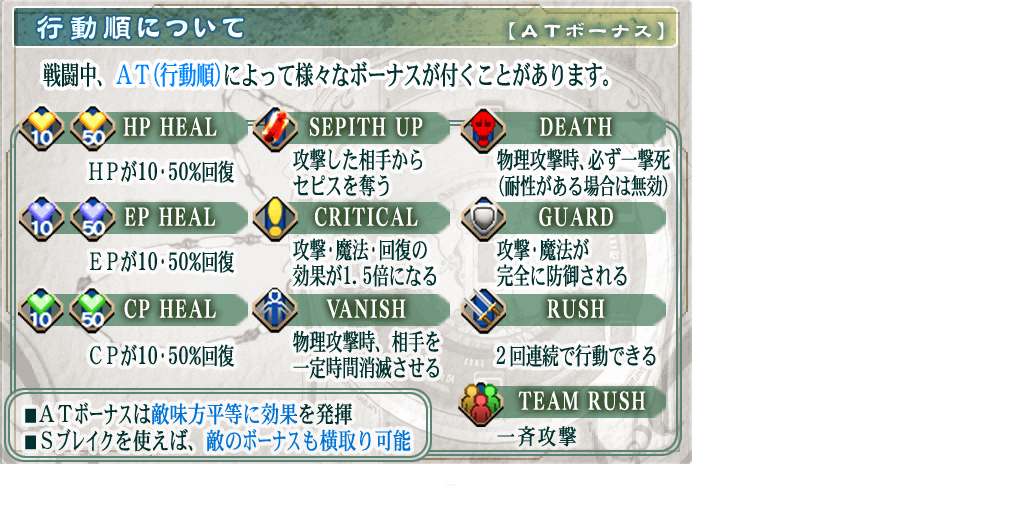 行動順について
【ATボーナス】
戦闘中、AT(行動順)によって様々なボーナスが付くことがあります。
10 50 HP HEAL
HPが10･50%回復
SEPITH UP
攻撃した相手から
セピスを奪う
DEATH
物理攻撃時、必ず一撃死
(耐性がある場合は無効)
10 50 EP HEAL
EPが10･50%回復
CRITICAL
攻撃･魔法･回復の
効果が1.5倍になる
GUARD
攻撃･魔法が
完全に防御される
10 50 CP HEAL
CPが10･50%回復
VANISH
物理攻撃時、相手を
一定時間消滅させる
RUSH
2回連続で行動できる
TEAM RUSH
一斉攻撃
■ATボーナスは敵味方平等に効果を発揮
■Sブレイクを使えば、敵のボーナスも横取り可能